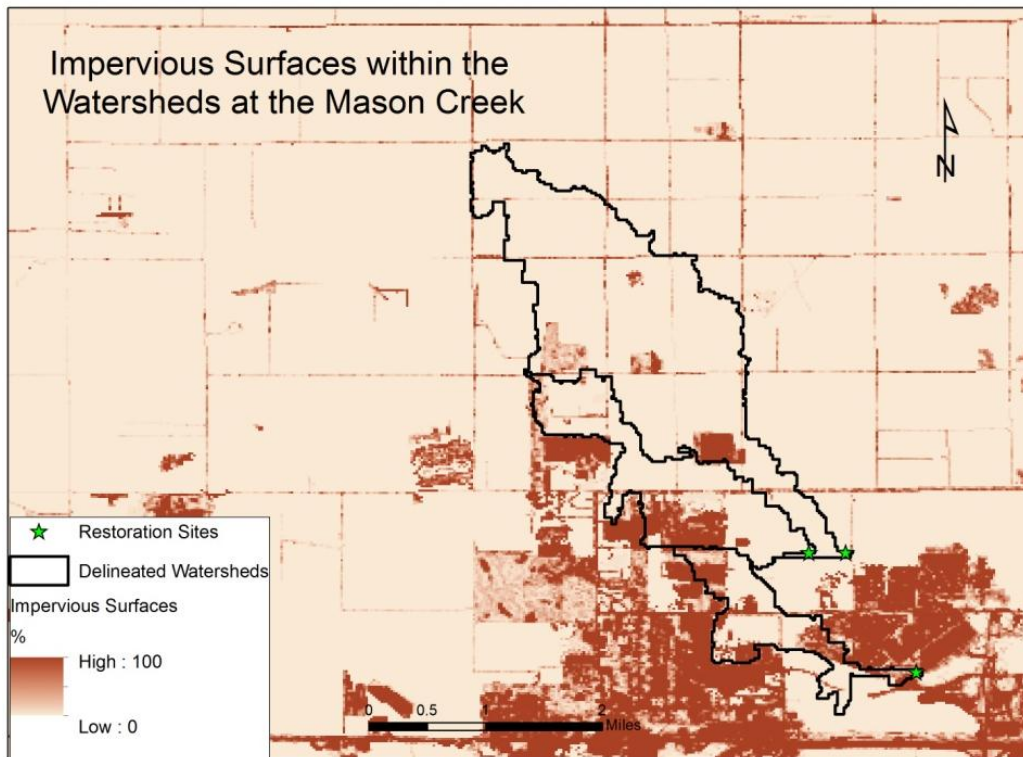 Impervious Surfaces within the
Watersheds at the Mason Creek
N
Restoration Sites
Delineated Watersheds
Impervious Surfaces
%
High : 100
Low : 0
0 0.5 1 2
Miles